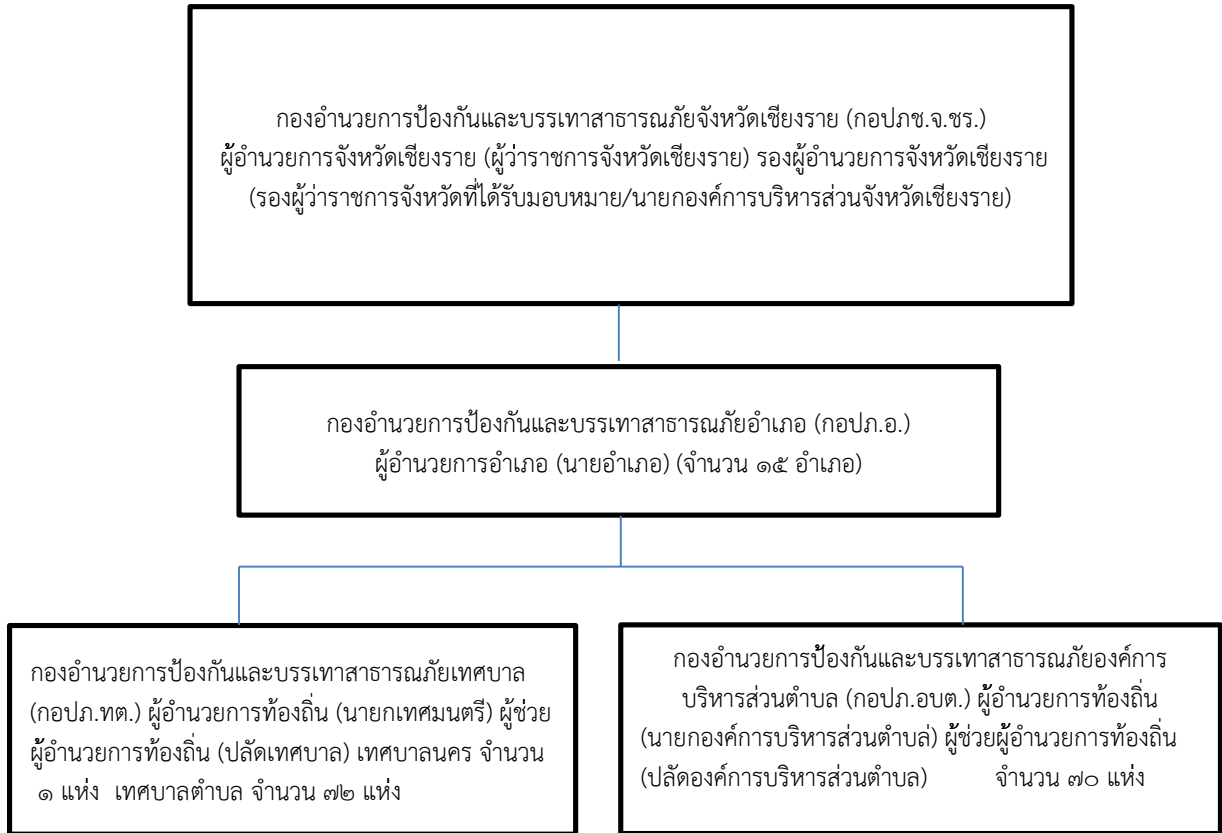 กองอำนวยการป้องกันและบรรเทาสาธารณภัยจังหวัดเชียงราย (กอปภช.จ.ชร.)
ผู้อำนวยการจังหวัดเชียงราย (ผู้ว่าราชการจังหวัดเชียงราย) รองผู้อำนวยการจังหวัดเชียงราย
(รองผู้ว่าราชการจังหวัดที่ได้รับมอบหมาย/นายกองค์การบริหารส่วนจังหวัดเชียงราย)
กองอำนวยการป้องกันและบรรเทาสาธารณภัยอำเภอ (กอปภ.อ.)
ผู้อำนวยการอำเภอ (นายอำเภอ) (จำนวน ๑๕ อำเภอ)
กองอำนวยการป้องกันและบรรเทาสาธารณภัยเทศบาล
(กอปภ.ทต.) ผู้อำนวยการท้องถิ่น (นายกเทศมนตรี) ผู้ช่วย
ผู้อำนวยการท้องถิ่น (ปลัดเทศบาล) เทศบาลนคร จำนวน
๑ แห่ง เทศบาลตำบล จำนวน ๗๒ แห่ง
กองอำนวยการป้องกันและบรรเทาสาธารณภัยองค์การ
บริหารส่วนตำบล (กอปภ.อบต.) ผู้อำนวยการท้องถิ่น
(นายกองค์การบริหารส่วนตำบล่) ผู้ช่วยผู้อำนวยการท้องถิ่น
(ปลัดองค์การบริหารส่วนตำบล) จำนวน ๗๐ แห่ง